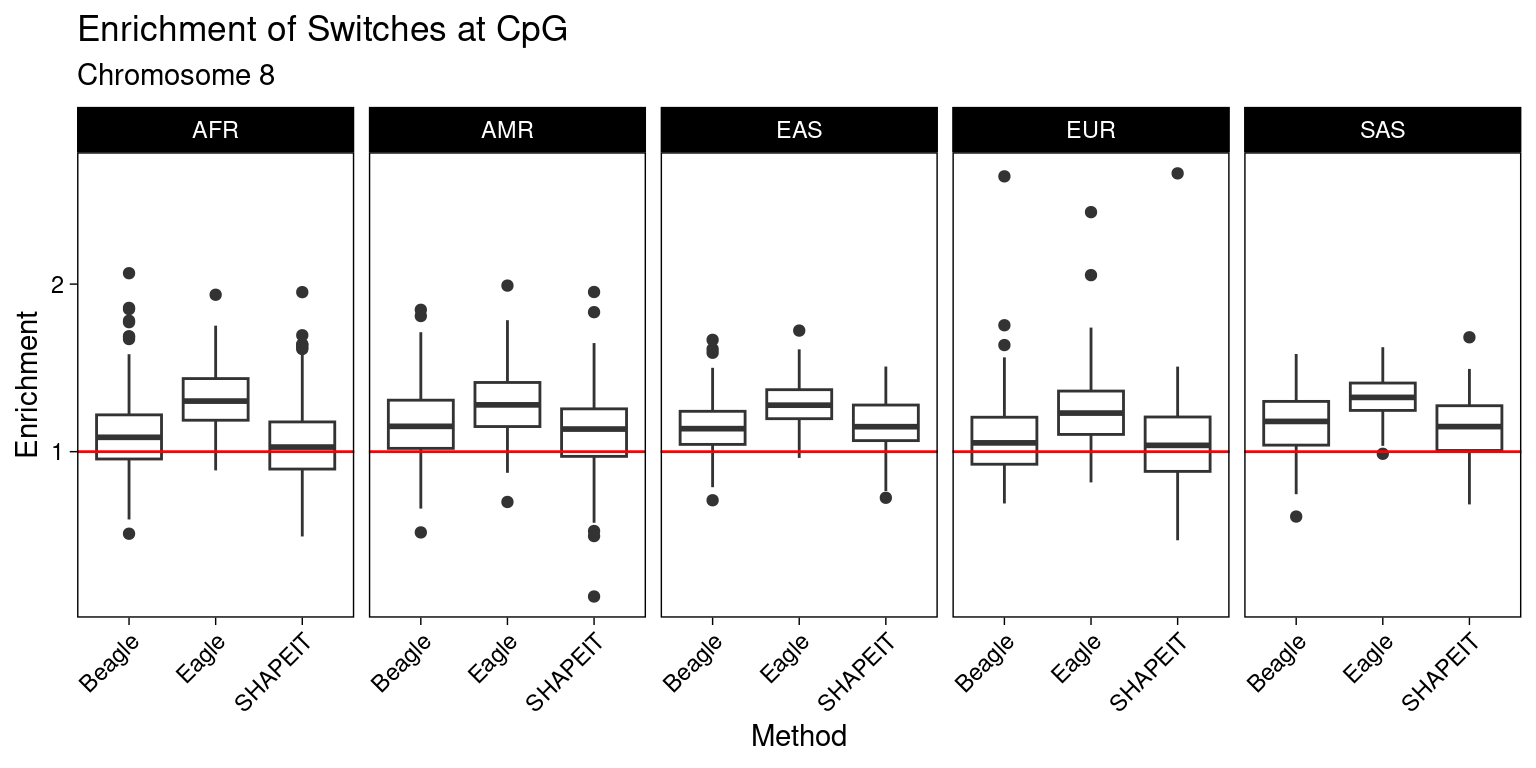 Enrichment of Switches at CpG
Chromosome 8
AFR AMR EAS EUR SAS
Enrichment
2
1
Beagle Eagle SHAPEIT Beagle Eagle SHAPEIT Beagle Eagle SHAPEIT Beagle Eagle SHAPEIT Beagle Eagle SHAPEIT
Method